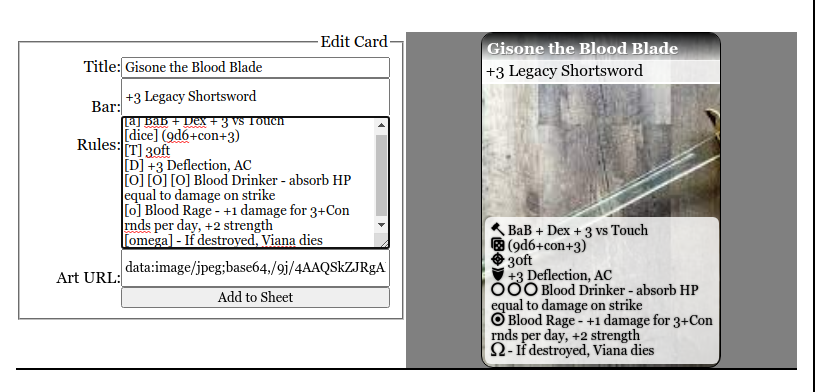 Edit Card
Title: Gisone the Blood Blade
Bar: +3 Legacy Shortsword
Rules:
[a] BaB + Dex + 3 vs Touch
[dice] (9d6+con+3)
[T] 30ft
[D] +3 Deflection, AC
[O] [O] [O] Blood Drinker - absorb HP
equal to damage on strike
[o] Blood Rage - +1 damage for 3+Con
rnds per day, +2 strength
[omega] - If destroyed, Viana dies
Art URL: data:image/jpeg;base64,/9j/4AAQSkZJRgA
Add to Sheet
Gisone the Blood Blade
+3 Legacy Shortsword
BaB + Dex + 3 vs Touch
(9d6+con+3)
30ft
+3 Deflection, AC
Blood Drinker - absorb HP
equal to damage on strike
Blood Rage - +1 damage for 3+Con
rnds per day, +2 strength
Ω - If destroyed, Viana dies